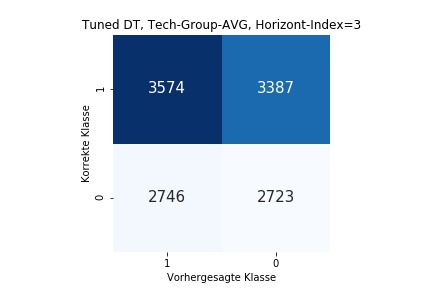 Tuned DT, Tech-Group-AVG, Horizont-Index=3
Korrekte Klasse
1
3574 3387
0
2746 2723
1 0
Vorhergesagte Klasse